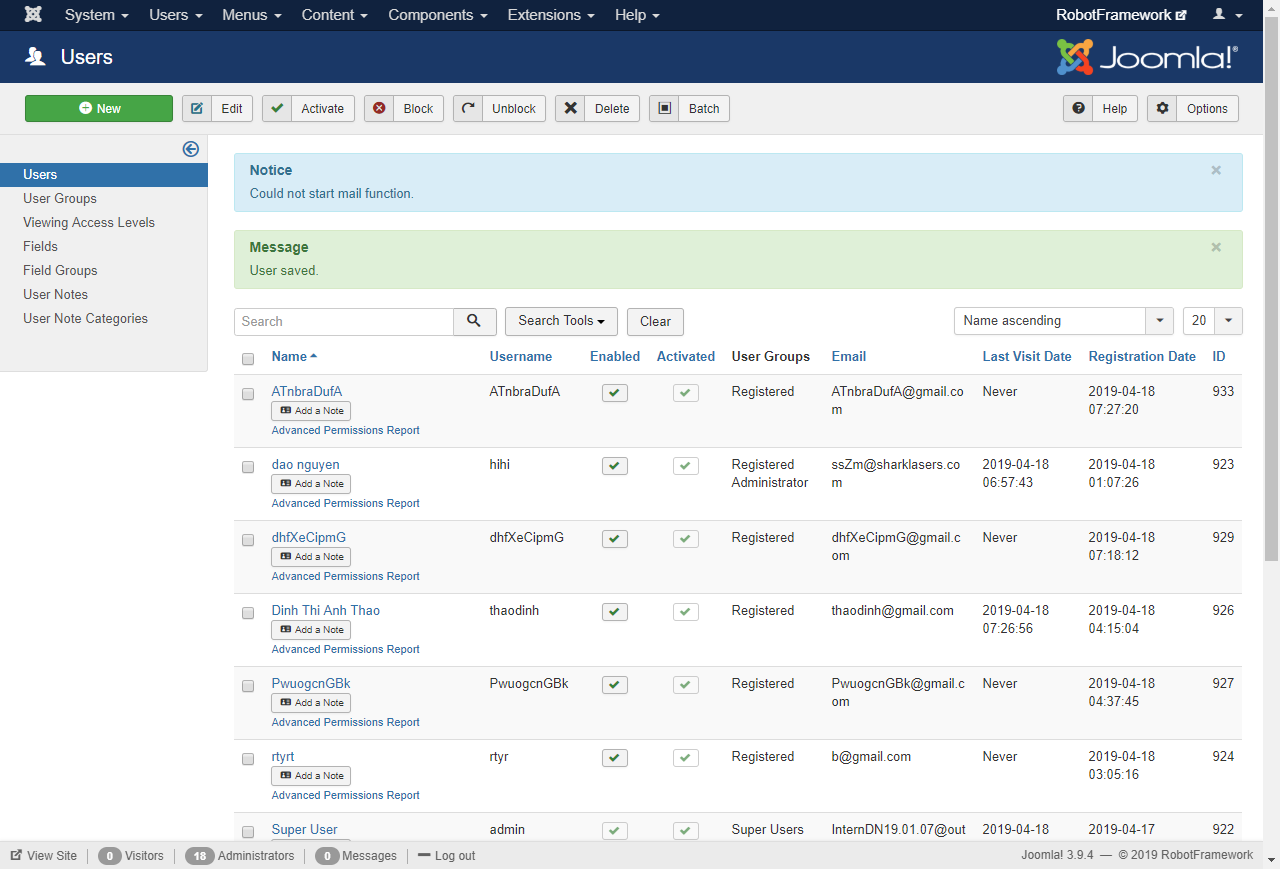 System Users Menus Content Components Extensions Help RobotFramework
Users Joomla!®
New Edit Activate Block Unblock Delete Batch Help Options
Users
User Groups
Viewing Access Levels
Fields
Field Groups
User Notes
User Note Categories
Notice ×
Could not start mail function.
Message ×
User saved.
Search Search Tools Clear Name ascending 20
Name Username Enabled Activated User Groups Email Last Visit Date Registration Date ID
ATnbraDufA ATnbraDufA Registered ATnbraDufA@gmail.co Never 2019-04-18 933
m 07:27:20
Add a Note
Advanced Permissions Report
dao nguyen hihi Registered ssZm@sharklasers.co 2019-04-18 2019-04-18 923
Administrator m 06:57:43 01:07:26
Add a Note
Advanced Permissions Report
dhfXeCipmG dhfXeCipmG Registered dhfXeCipmG@gmail.c Never 2019-04-18 929
om 07:18:12
Add a Note
Advanced Permissions Report
Dinh Thi Anh Thao thaodinh Registered thaodinh@gmail.com 2019-04-18 2019-04-18 926
07:26:56 04:15:04
Add a Note
Advanced Permissions Report
PwuogcnGBk PwuogcnGBk Registered PwuogcnGBk@gmail.c Never 2019-04-18 927
om 04:37:45
Add a Note
Advanced Permissions Report
rtyrt rtyr Registered b@gmail.com Never 2019-04-18 924
03:05:16
Add a Note
Advanced Permissions Report
Super User admin Super Users InternDN19.01.07@out 2019-04-18 2019-04-17 922
View Site 0 Visitors 18 Administrators 0 Messages Log out Joomla! 3.9.4 — © 2019 RobotFramework